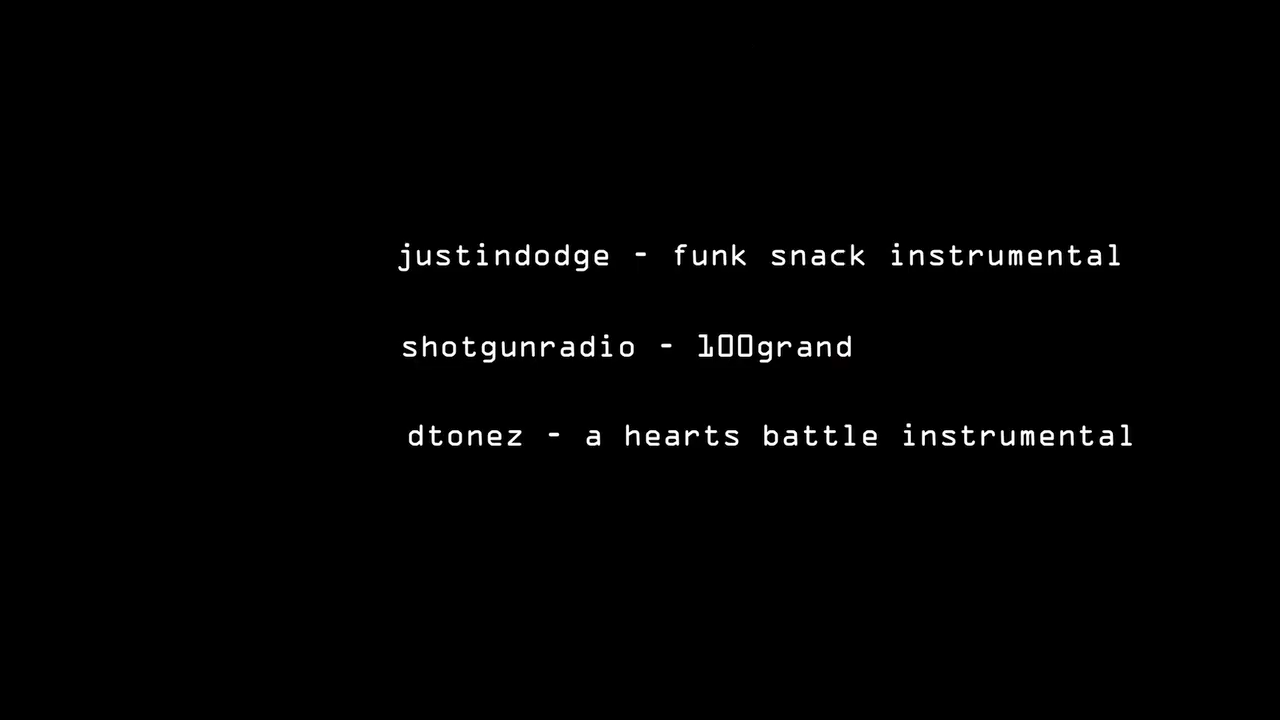 justindodge - funk snack instrumental
shotgunradio - 100grand
dtonez - a hearts battle instrumental